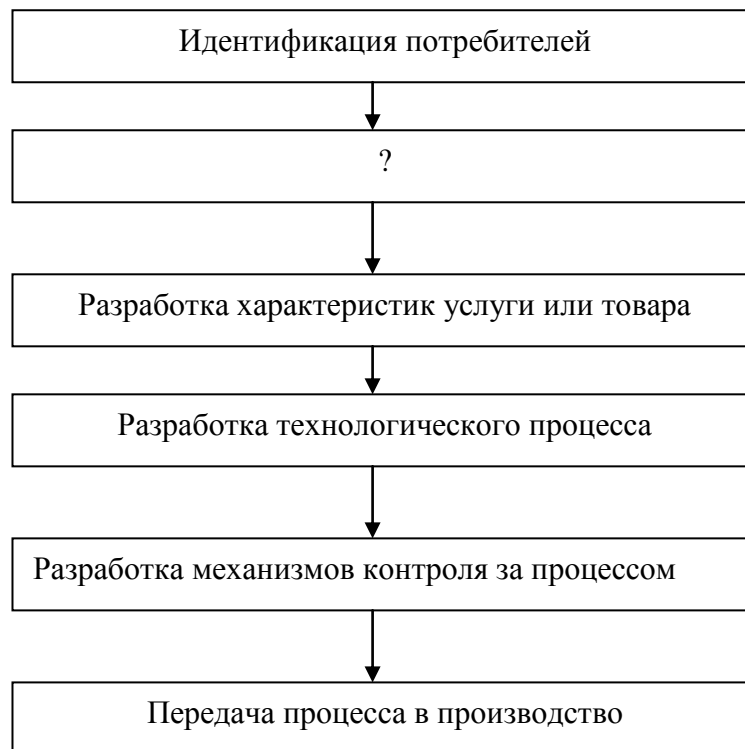 Идентификация потребителей
?
Разработка характеристик услуги или товара
Разработка технологического процесса
Разработка механизмов контроля за процессом
Передача процесса в производство